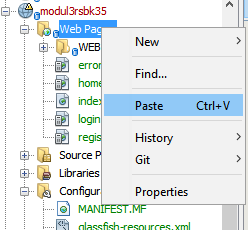 modul3rsbk35
Web Pag
WEB
error
home
index
login
regis
Source P
Libraries
Configura
MANIFEST.MF
glassfish-resources.xml
New
Find...
Paste Ctrl+V
History
Git
Properties